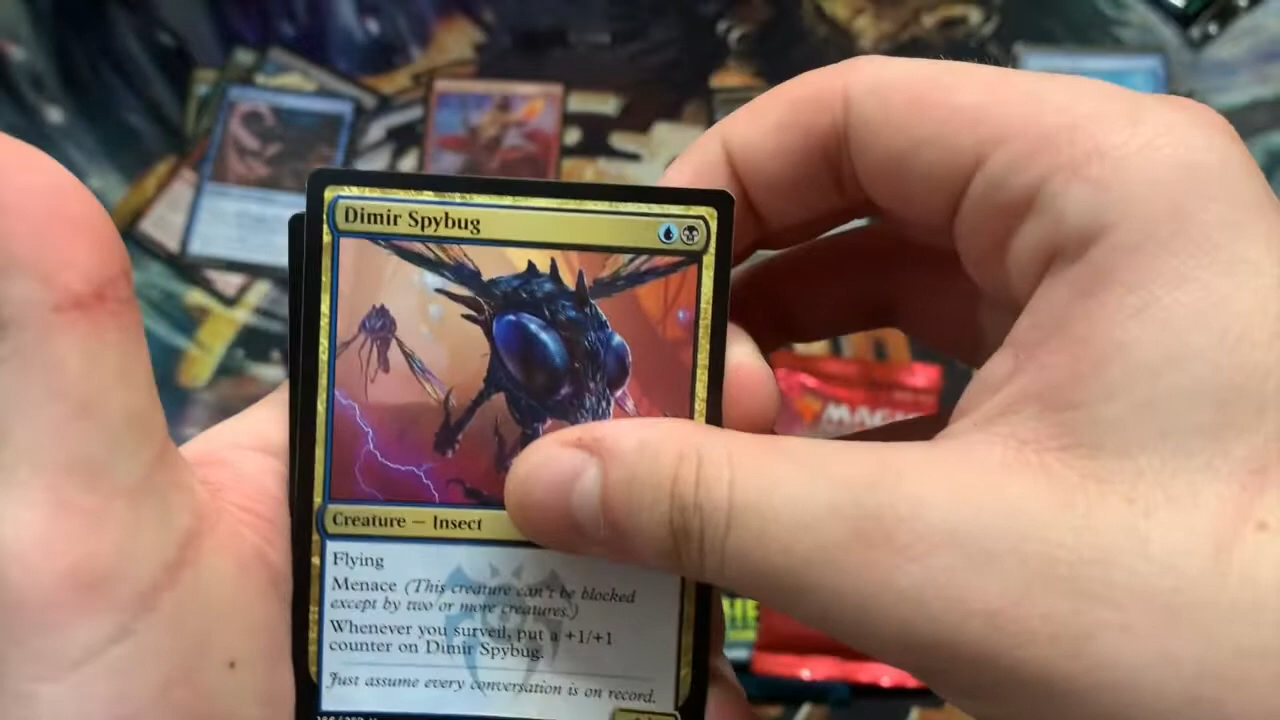 Dimir Spybug
Creature — Insect
Flying
Menace (This creature can't be blocked
except by two or more creatures.)
Whenever you surveil, put a +1/+1
counter on Dimir Spybug.
Just assume every conversation is on record.
MAGIC